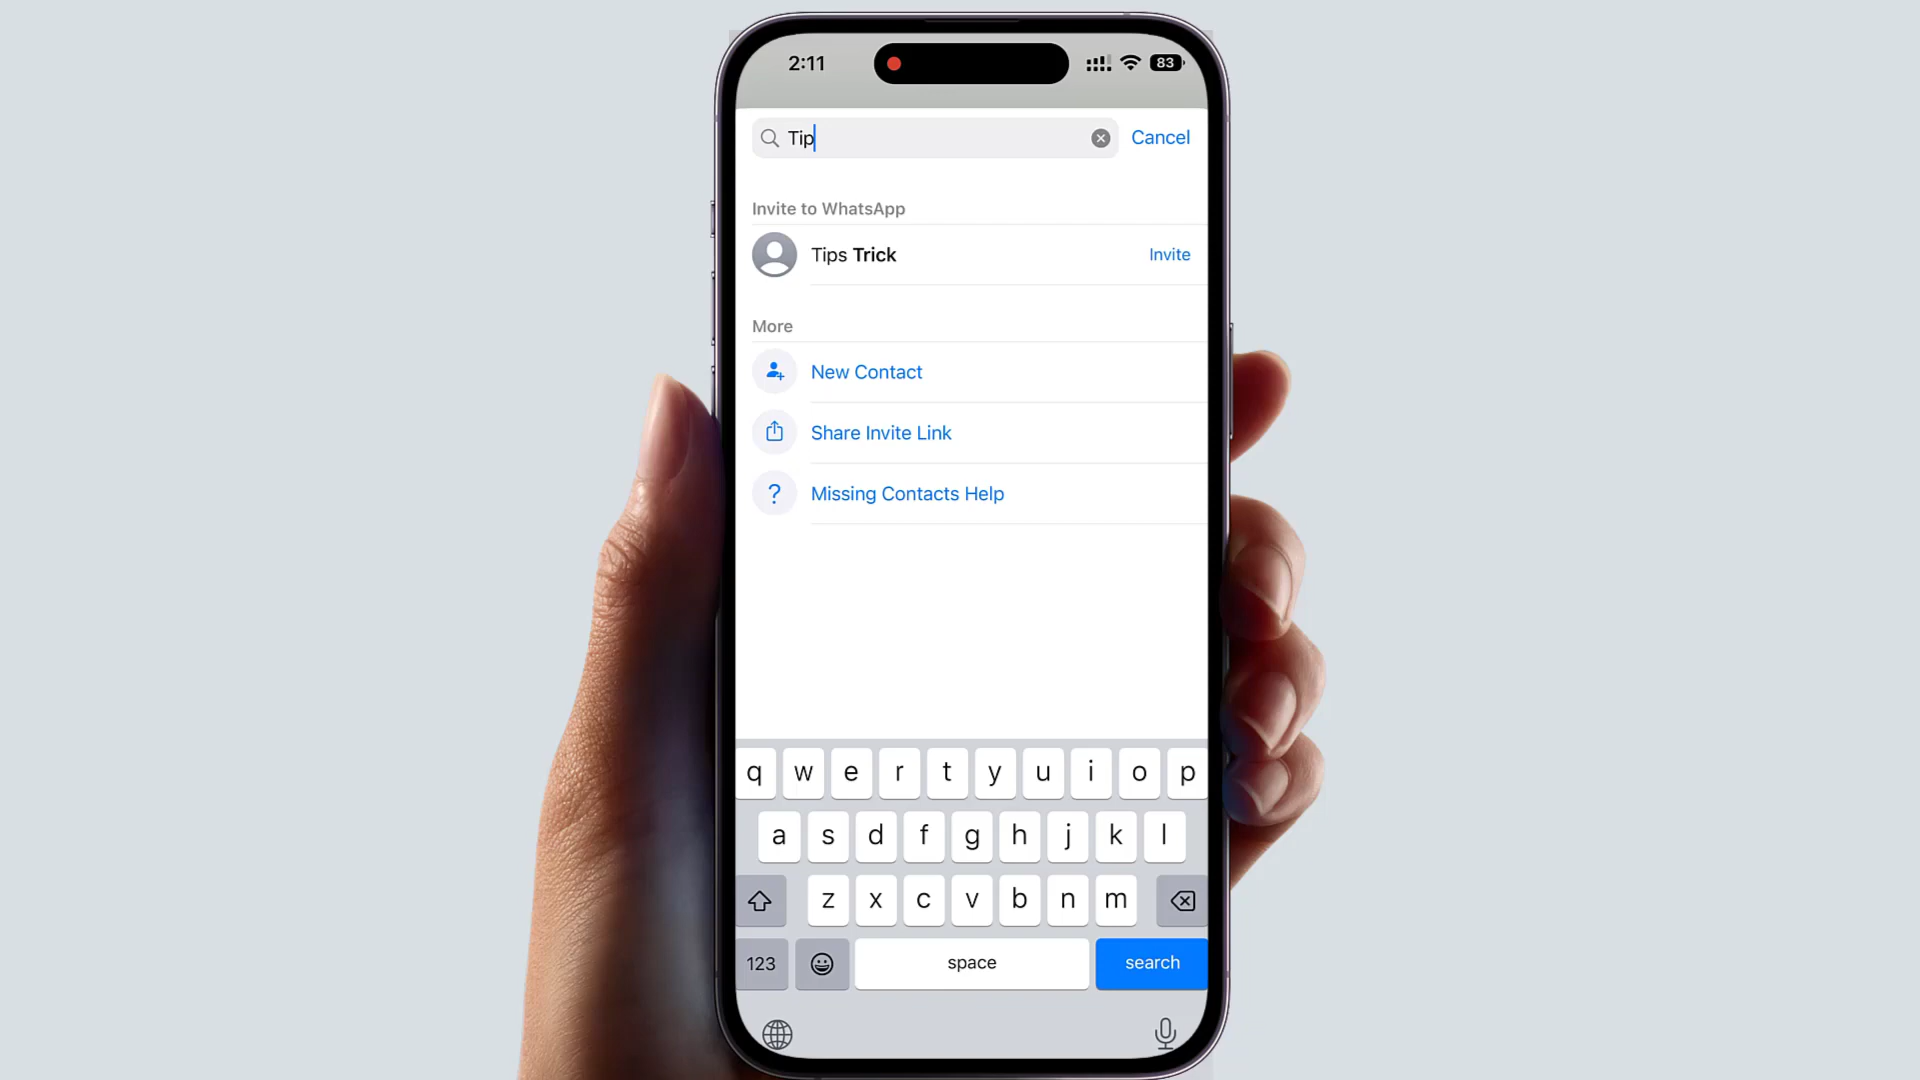 2:11
83
Tip
Cancel
Invite to WhatsApp
Tips Trick
Invite
More
New Contact
Share Invite Link
? Missing Contacts Help
q w e r t y u i o p
a s d f g h j k l
z x c v b n m
123
space
search